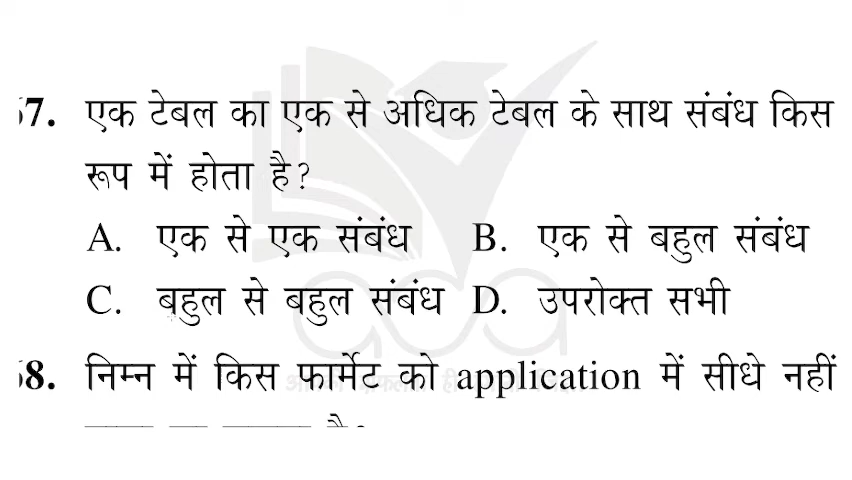 7. एक टेबल का एक से अधिक टेबल के साथ संबंध किस
रूप में होता है?
A. एक से एक संबंध B. एक से बहुल संबंध
C. बहुल से बहुल संबंध D. उपरोक्त सभी
8. निम्न में किस फार्मेट को application में सीधे नहीं